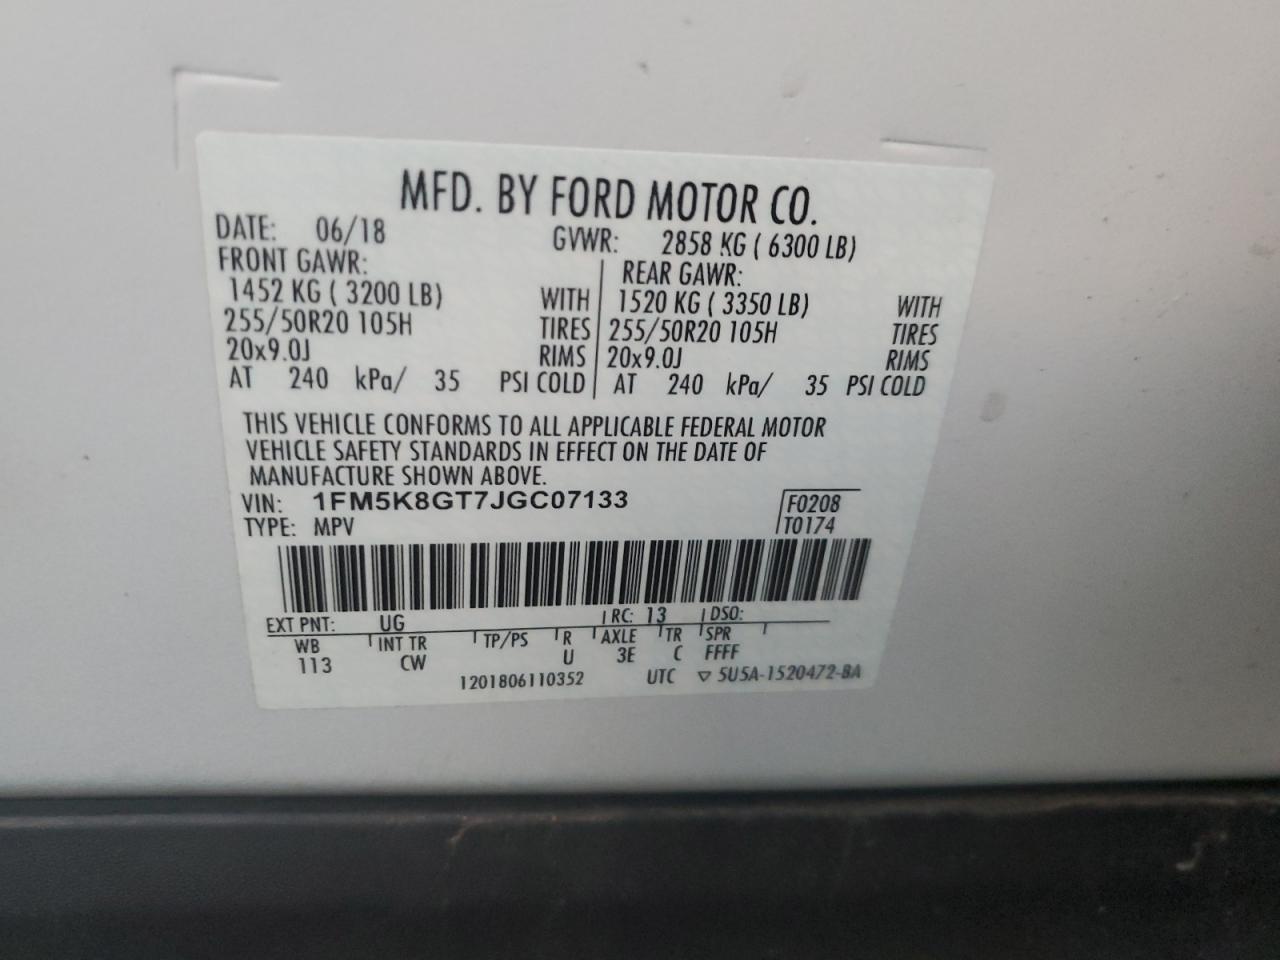 MFD. BY FORD MOTOR CO.
DATE: 06/18 GVWR: 2858 KG ( 6300 LB)
FRONT GAWR: REAR GAWR:
1452 KG ( 3200 LB) WITH 1520 KG ( 3350 LB) WITH
255/50R20 105H TIRES 255/50R20 105H TIRES
20x9.0J RIMS 20x9.0J RIMS
AT 240 kPa/ 35 PSI COLD AT 240 kPa/ 35 PSI COLD
THIS VEHICLE CONFORMS TO ALL APPLICABLE FEDERAL MOTOR
VEHICLE SAFETY STANDARDS IN EFFECT ON THE DATE OF
MANUFACTURE SHOWN ABOVE.
VIN: 1FM5K8GT7JGC07133 F0208
TYPE: MPV T0174
EXT PNT: UG RC: 13 DSO:
WB INT TR TP/PS R AXLE TR SPR
113 CW U 3E C FFFF
1201806110352 UTC ▽ 5U5A-1520472-BA